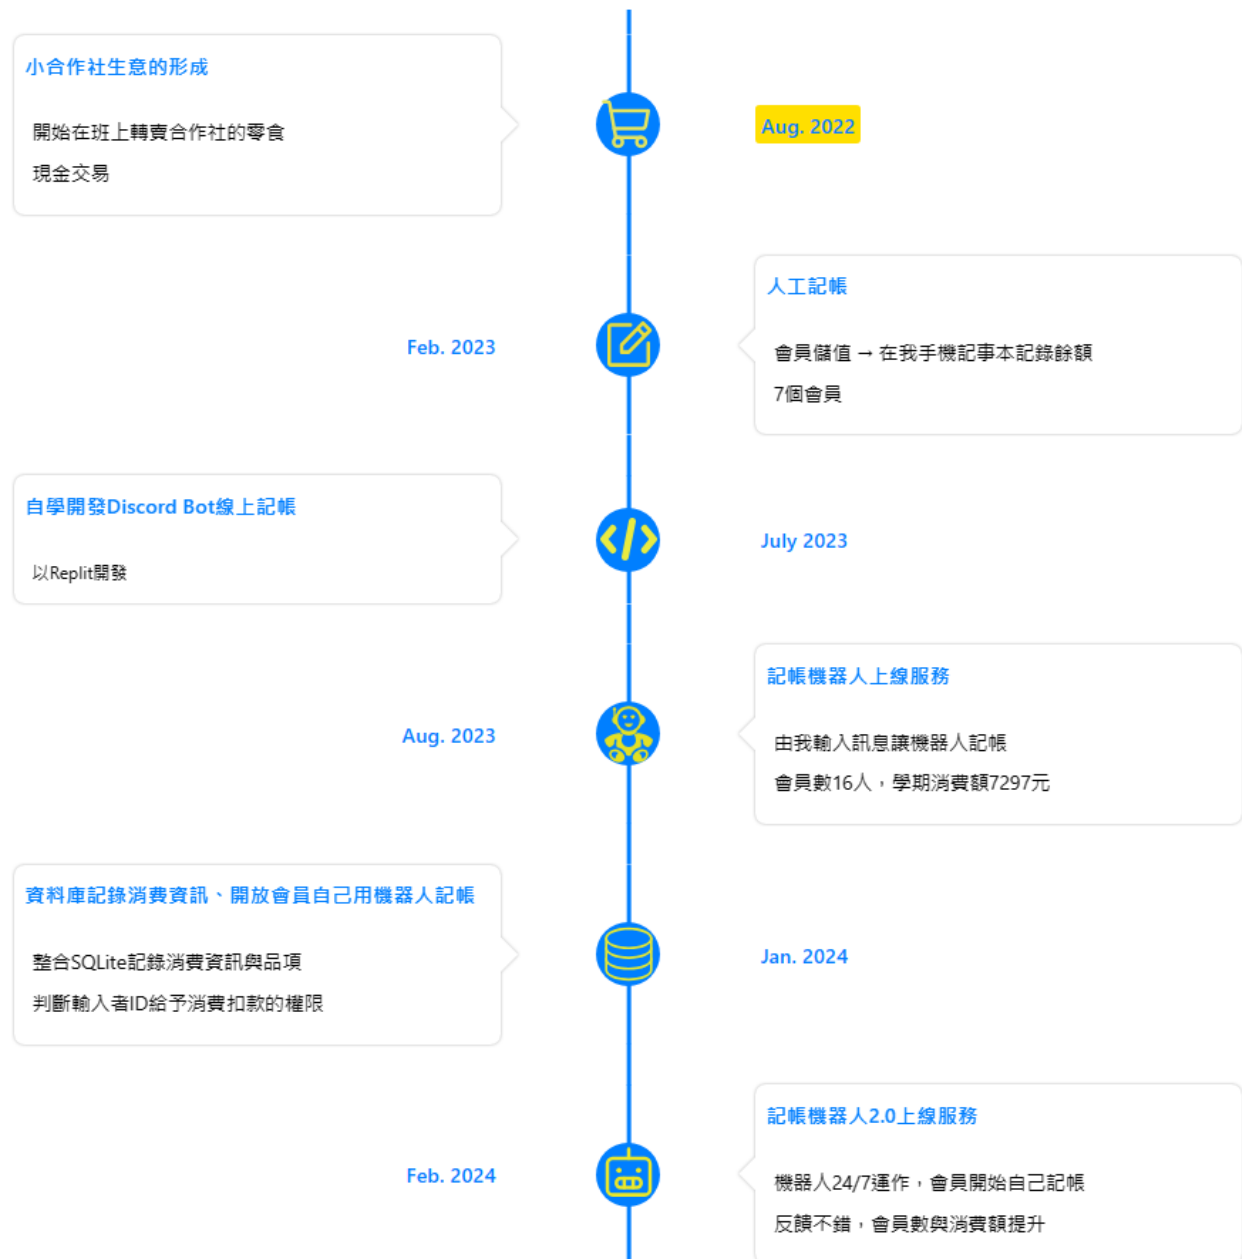 小合作社生意的形成
開始在班上轉賣合作社的零食
現金交易
Aug. 2022
人工記帳
會員儲值 → 在我手機記事本記錄餘額
7個會員
Feb. 2023
自學開發Discord Bot線上記帳
以Replit開發
July 2023
記帳機器人上線服務
由我輸入訊息讓機器人記帳
會員數16人，學期消費額7297元
Aug. 2023
資料庫記錄消費資訊、開放會員自己用機器人記帳
整合SQLite記錄消費資訊與品項
判斷輸入者ID給予消費扣款的權限
Jan. 2024
記帳機器人2.0上線服務
機器人24/7運作，會員開始自己記帳
反饋不錯，會員數與消費額提升
Feb. 2024